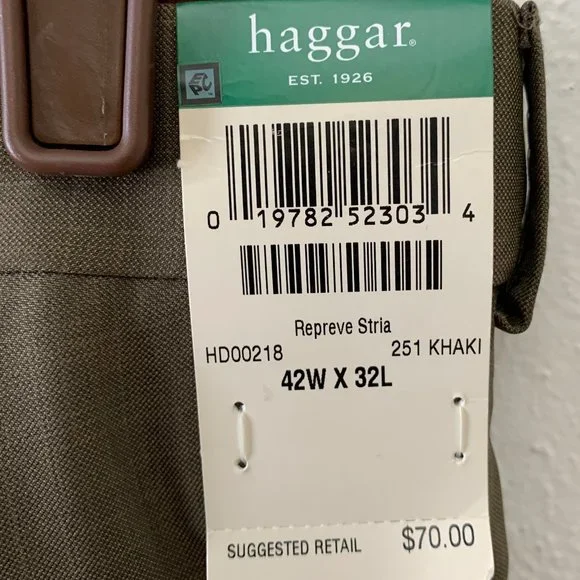 haggar®
EST. 1926
0 19782 52303 4
Repreve Stria
HD00218 251 KHAKI
42W X 32L
SUGGESTED RETAIL $70.00